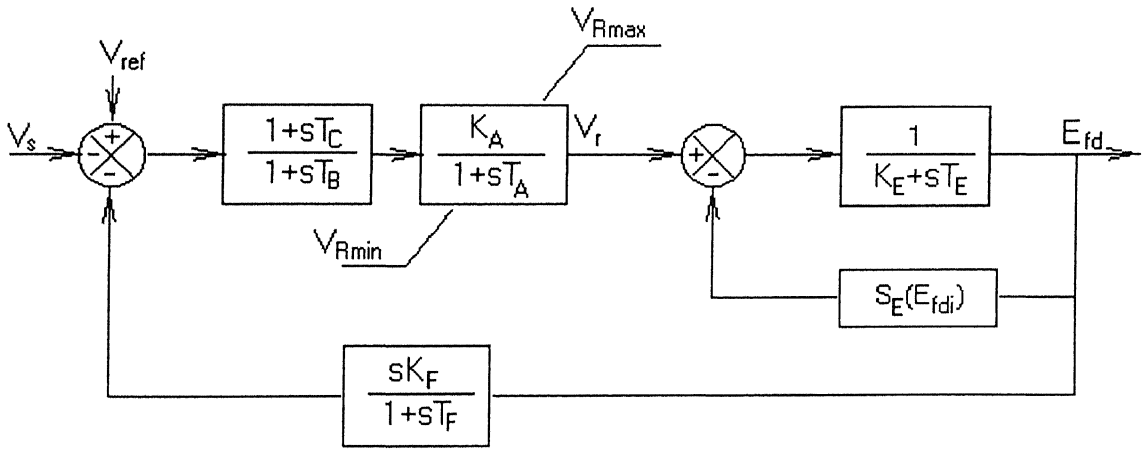 V_Rmax
V_ref
V_s
+
-
-
1+sT_C
1+sT_B
K_A
1+sT_A
V_r
+
-
1
K_E+sT_E
E_fd
V_Rmin
S_E(E_fdi)
sK_F
1+sT_F